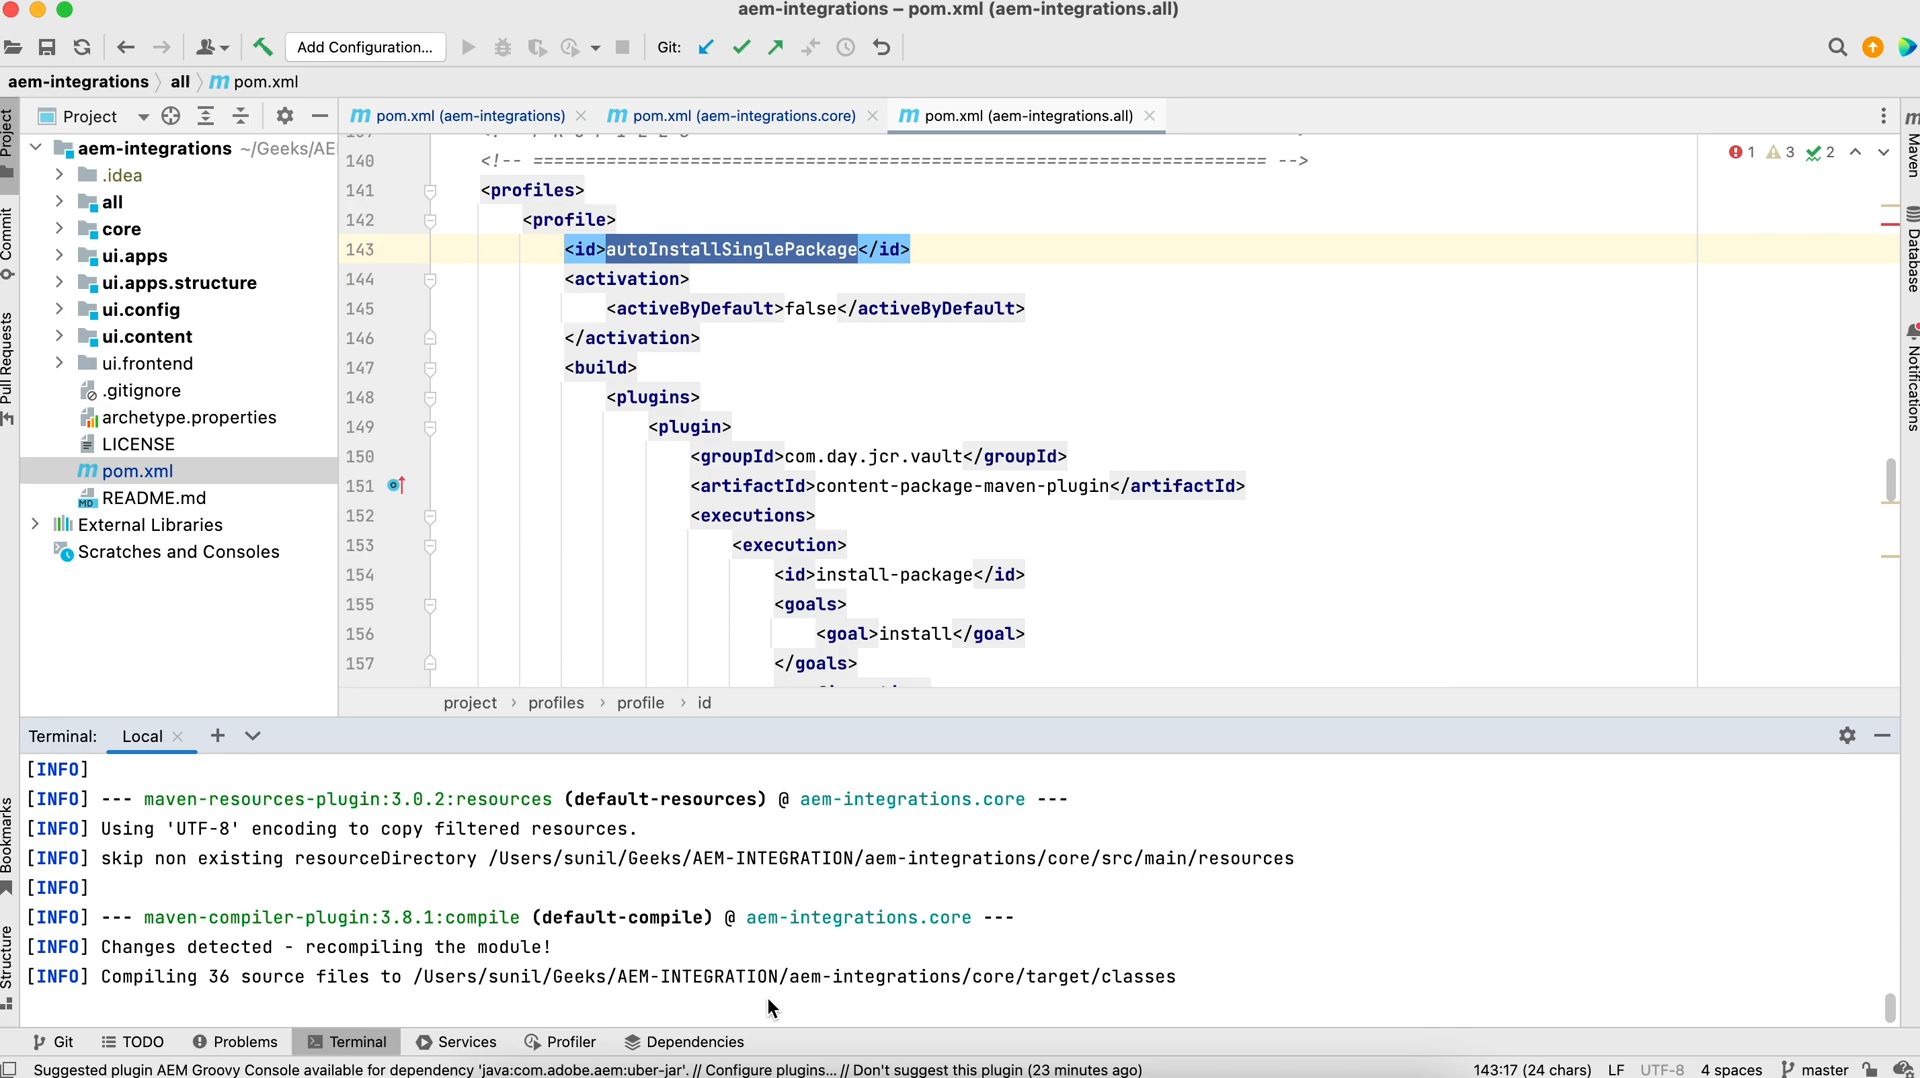 aem-integrations – pom.xml (aem-integrations.all)
Add Configuration...
Git:
aem-integrations
all
m pom.xml
Project
m pom.xml (aem-integrations)
m pom.xml (aem-integrations.core)
m pom.xml (aem-integrations.all)
Project
Commit
Pull Requests
Bookmarks
Structure
aem-integrations ~/Geeks/AE
.idea
all
core
ui.apps
ui.apps.structure
ui.config
ui.content
ui.frontend
.gitignore
archetype.properties
LICENSE
m pom.xml
MD README.md
External Libraries
Scratches and Consoles
140 <!-- ====================================================================== -->
141 <profiles>
142 <profile>
143 <id>autoInstallSinglePackage</id>
144 <activation>
145 <activeByDefault>false</activeByDefault>
146 </activation>
147 <build>
148 <plugins>
149 <plugin>
150 <groupId>com.day.jcr.vault</groupId>
151 <artifactId>content-package-maven-plugin</artifactId>
152 <executions>
153 <execution>
154 <id>install-package</id>
155 <goals>
156 <goal>install</goal>
157 </goals>
1 3 2
m Maven
Database
Notifications
project › profiles › profile › id
Terminal: Local
[INFO]
[INFO] --- maven-resources-plugin:3.0.2:resources (default-resources) @ aem-integrations.core ---
[INFO] Using 'UTF-8' encoding to copy filtered resources.
[INFO] skip non existing resourceDirectory /Users/sunil/Geeks/AEM-INTEGRATION/aem-integrations/core/src/main/resources
[INFO]
[INFO] --- maven-compiler-plugin:3.8.1:compile (default-compile) @ aem-integrations.core ---
[INFO] Changes detected - recompiling the module!
[INFO] Compiling 36 source files to /Users/sunil/Geeks/AEM-INTEGRATION/aem-integrations/core/target/classes
Git
TODO
Problems
Terminal
Services
Profiler
Dependencies
Suggested plugin AEM Groovy Console available for dependency 'java:com.adobe.aem:uber-jar'. // Configure plugins... // Don't suggest this plugin (23 minutes ago)
143:17 (24 chars) LF UTF-8 4 spaces master